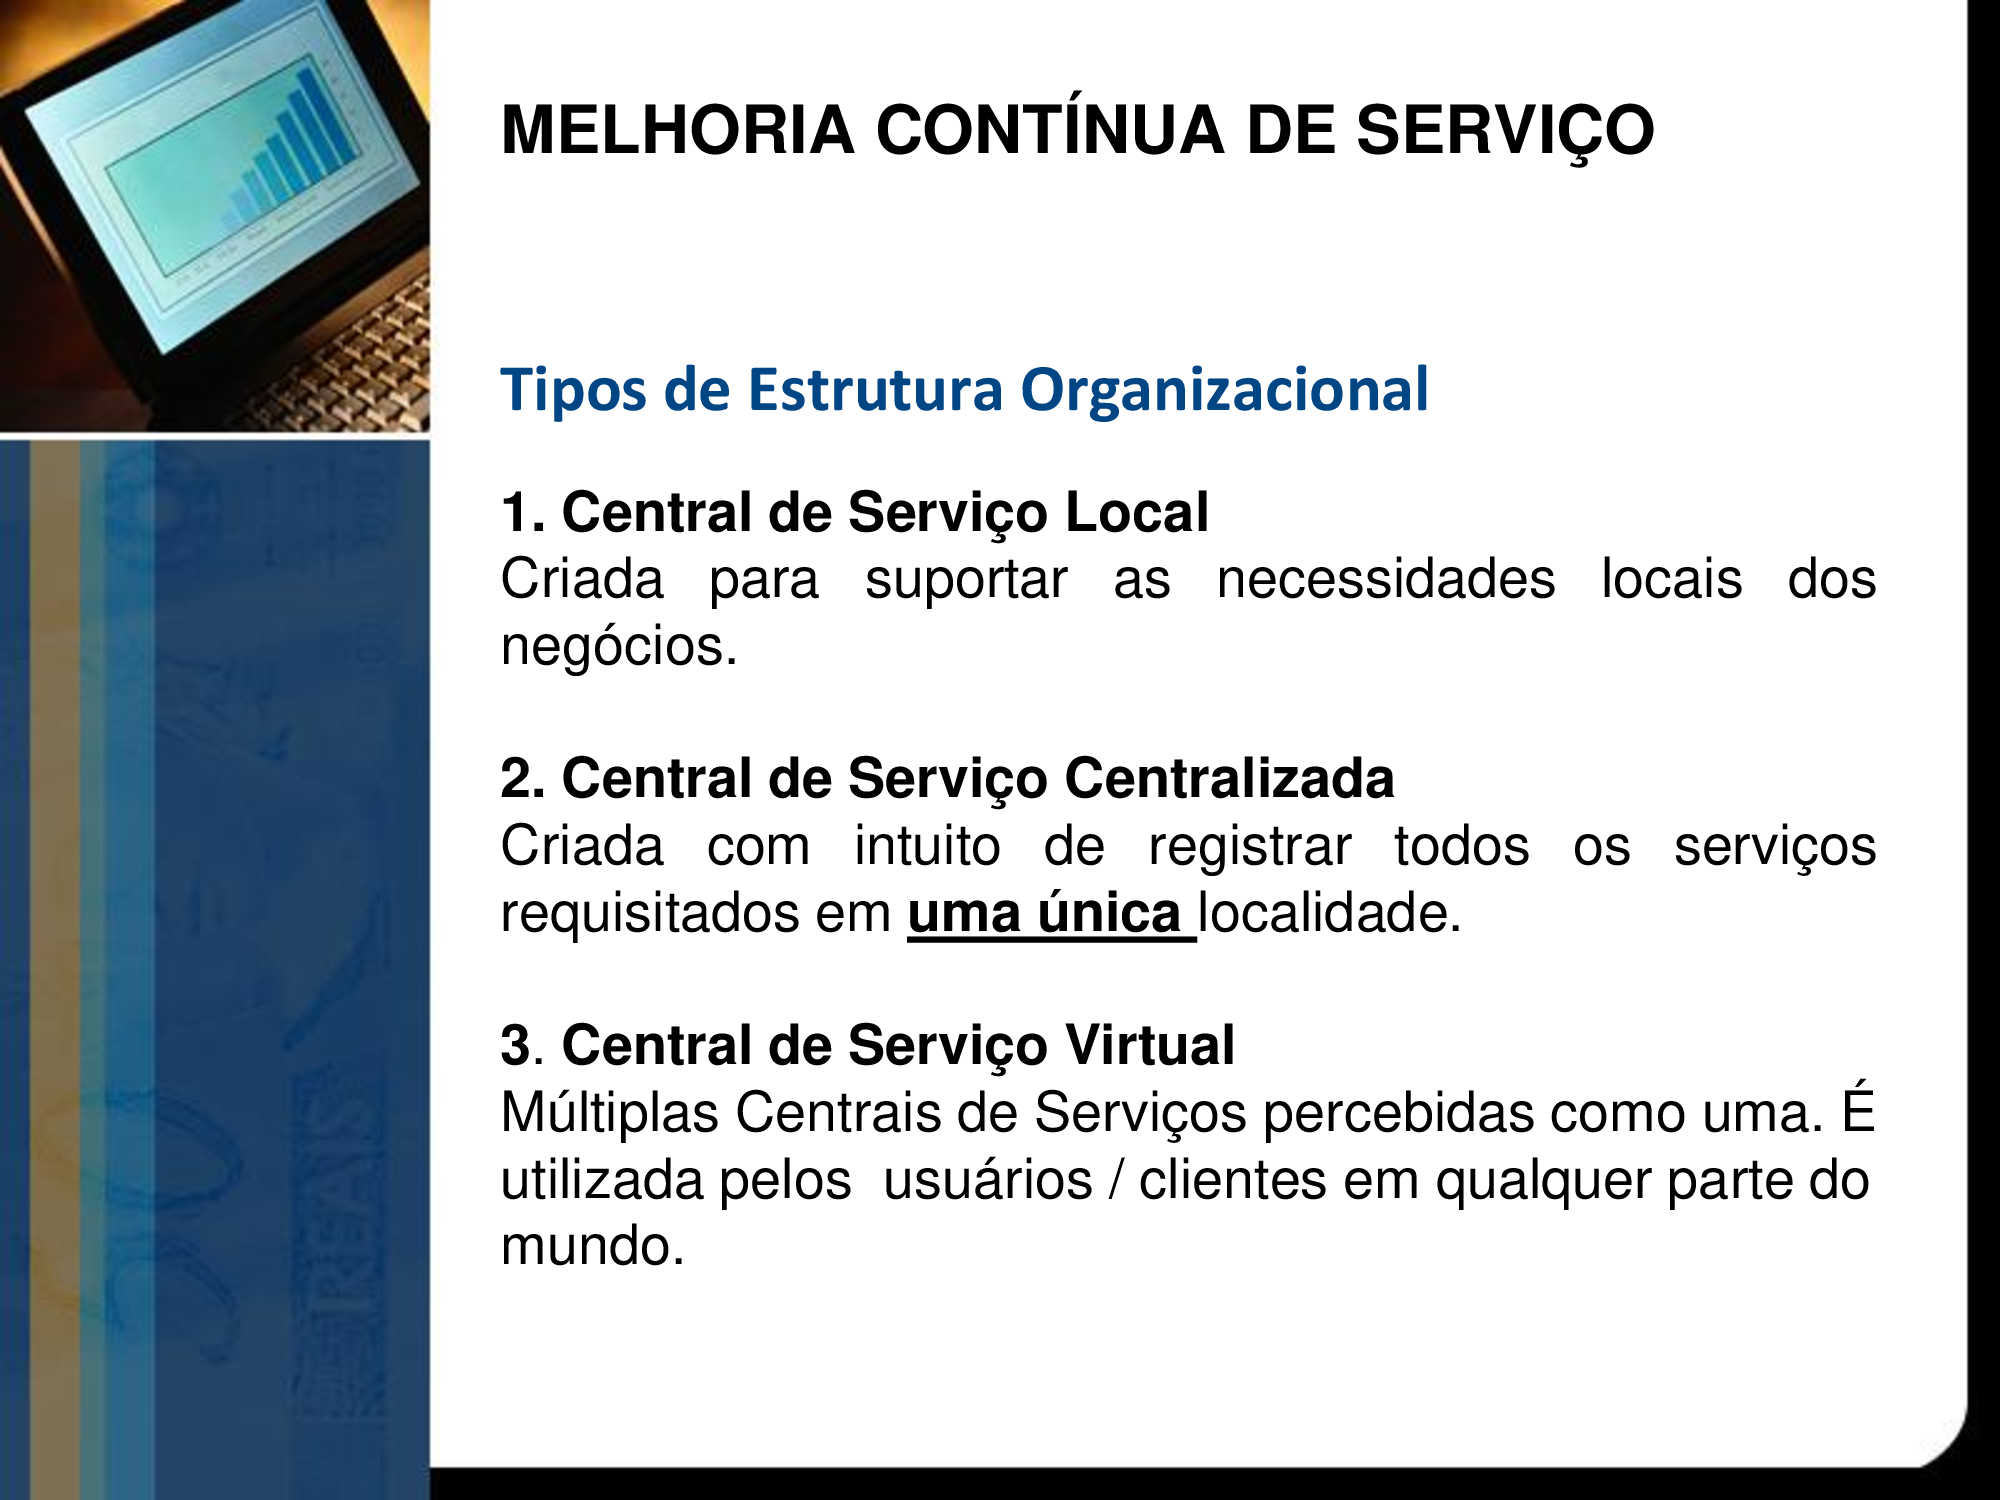 MELHORIA CONTÍNUA DE SERVIÇO
Tipos de Estrutura Organizacional
1. Central de Serviço Local
Criada para suportar as necessidades locais dos
negócios.
2. Central de Serviço Centralizada
Criada com intuito de registrar todos os serviços
requisitados em uma única localidade.
3. Central de Serviço Virtual
Múltiplas Centrais de Serviços percebidas como uma. É
utilizada pelos  usuários / clientes em qualquer parte do
mundo.
REAIS